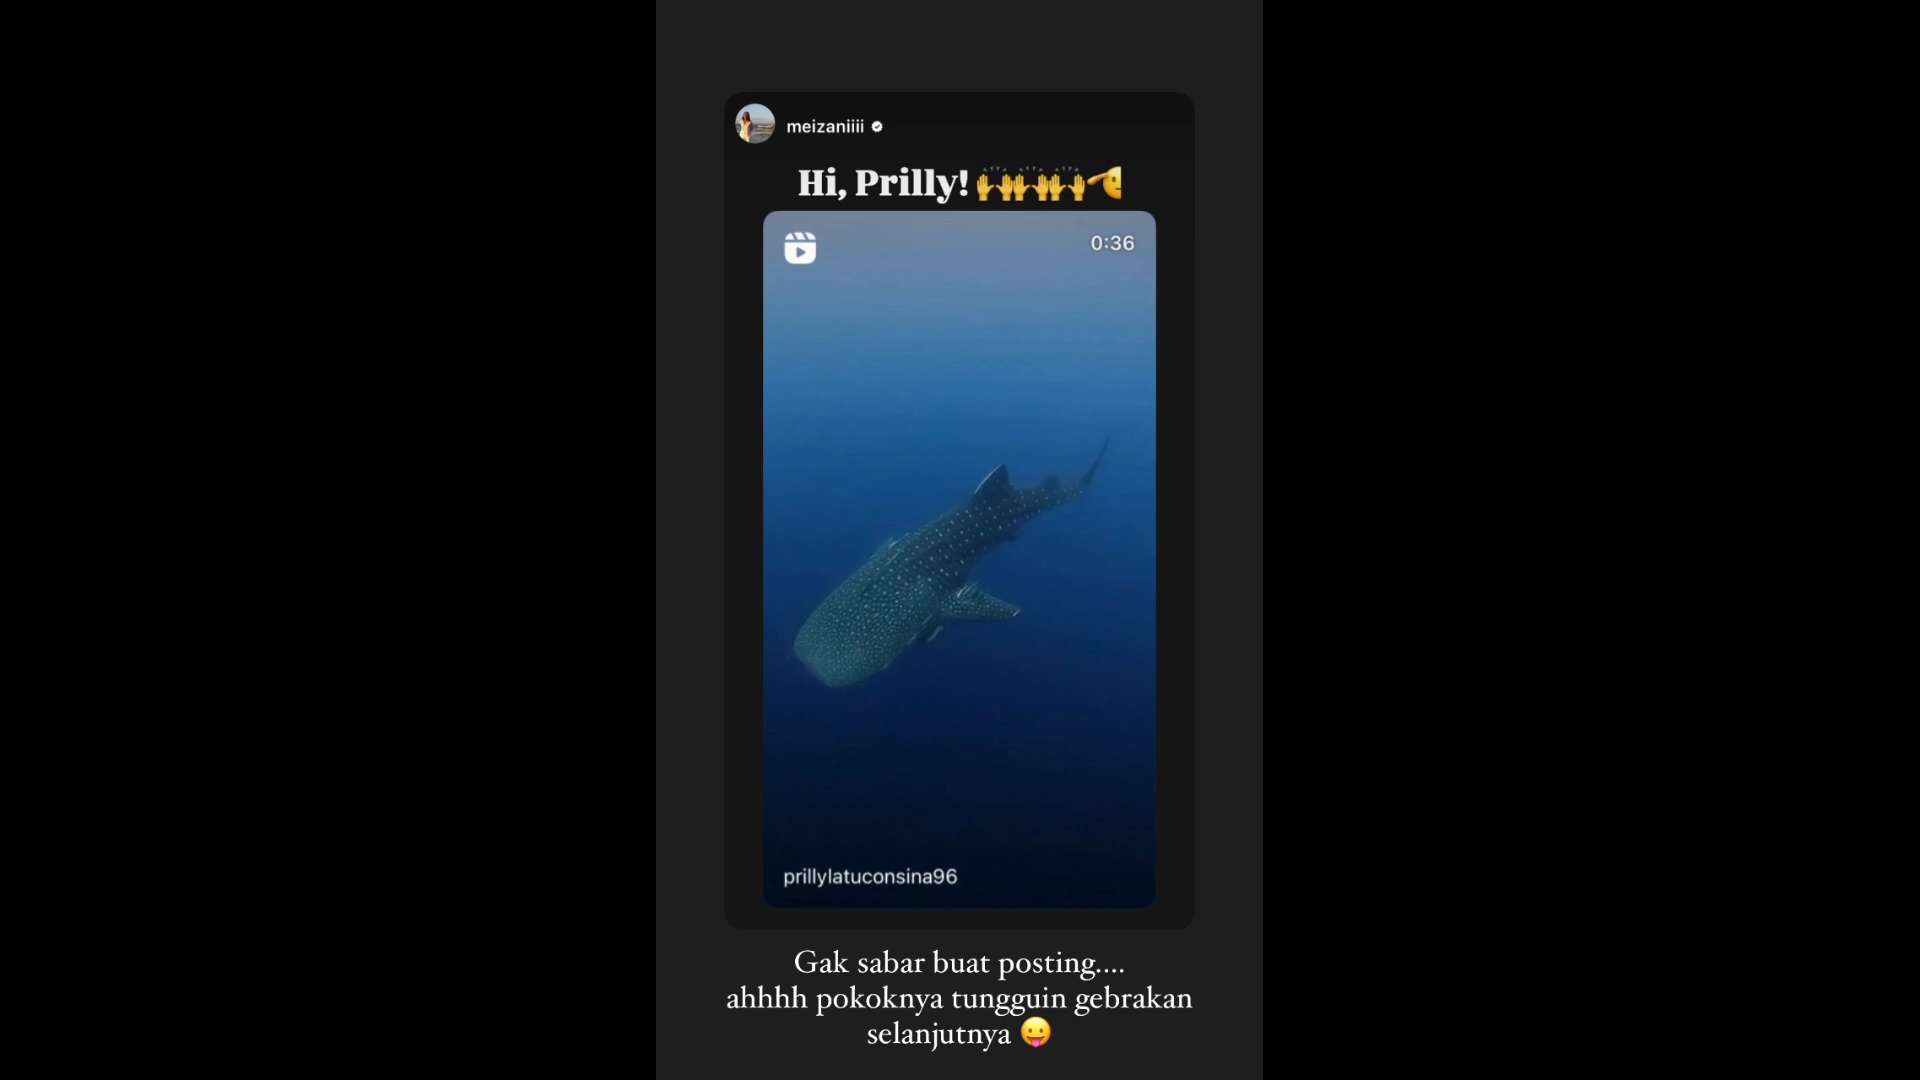 meizaniiii
Hi, Prilly! 🙌🙌🙌🫡
0:36
prillylatuconsina96
Gak sabar buat posting....
ahhhh pokoknya tungguin gebrakan
selanjutnya 😛